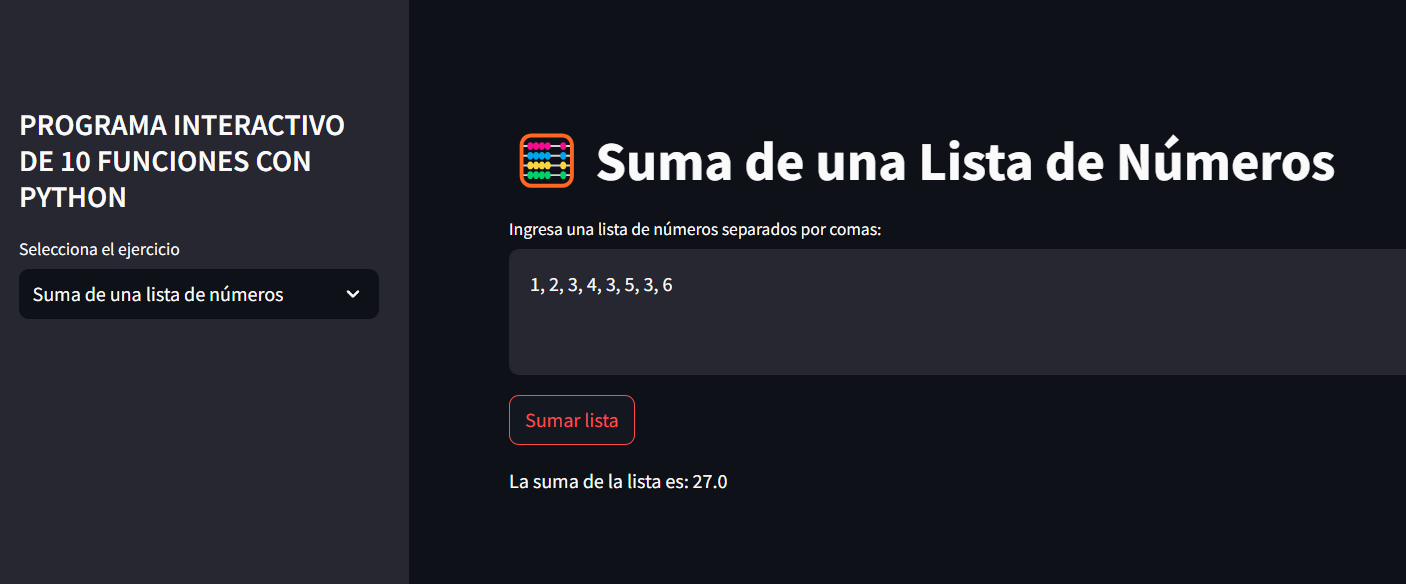 PROGRAMA INTERACTIVO
DE 10 FUNCIONES CON
PYTHON
Selecciona el ejercicio
Suma de una lista de números
Suma de una Lista de Números
Ingresa una lista de números separados por comas:
1, 2, 3, 4, 3, 5, 3, 6
Sumar lista
La suma de la lista es: 27.0